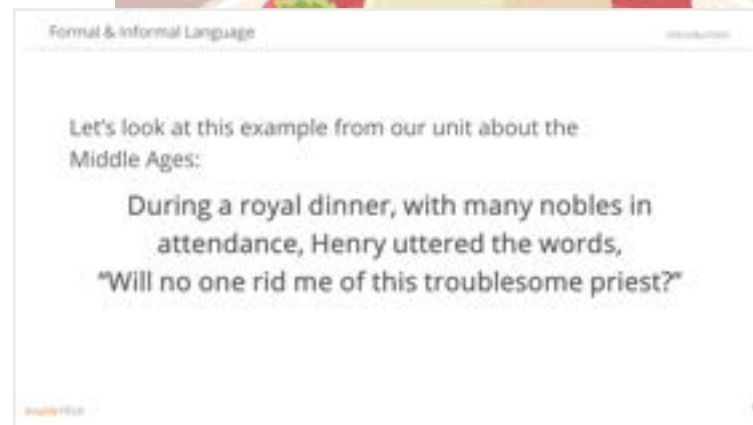 Formal & Informal Language
Introduction
Let's look at this example from our unit about the
Middle Ages:
During a royal dinner, with many nobles in
attendance, Henry uttered the words,
"Will no one rid me of this troublesome priest?"